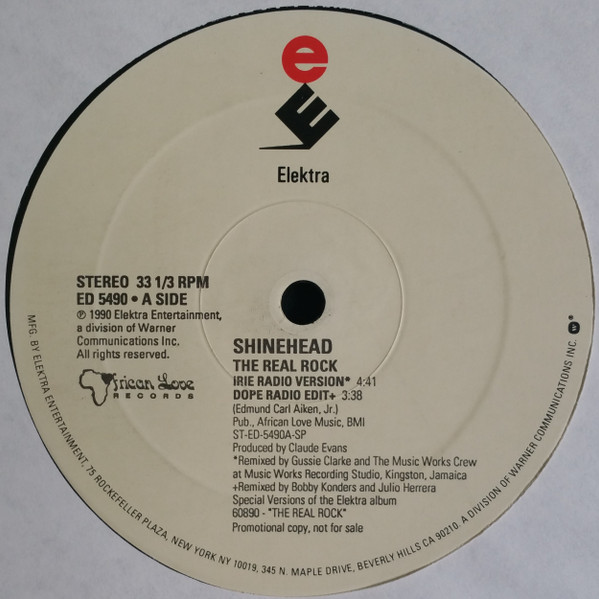 e
E
Elektra
STEREO 33 1/3 RPM
ED 5490 • A SIDE
℗ 1990 Elektra Entertainment,
a division of Warner
Communications Inc.
All rights reserved.
African Love
RECORDS
SHINEHEAD
THE REAL ROCK
IRIE RADIO VERSION* 4:41
DOPE RADIO EDIT+ 3:38
(Edmund Carl Aiken, Jr.)
Pub., African Love Music, BMI
ST-ED-5490A-SP
Produced by Claude Evans
*Remixed by Gussie Clarke and The Music Works Crew
at Music Works Recording Studio, Kingston, Jamaica
+Remixed by Bobby Konders and Julio Herrera
Special Versions of the Elektra album
60890 - "THE REAL ROCK"
Promotional copy, not for sale
MFG. BY ELEKTRA ENTERTAINMENT, 75 ROCKEFELLER PLAZA, NEW YORK NY 10019, 345 N. MAPLE DRIVE, BEVERLY HILLS CA 90210. A DIVISION OF WARNER COMMUNICATIONS INC. W ®